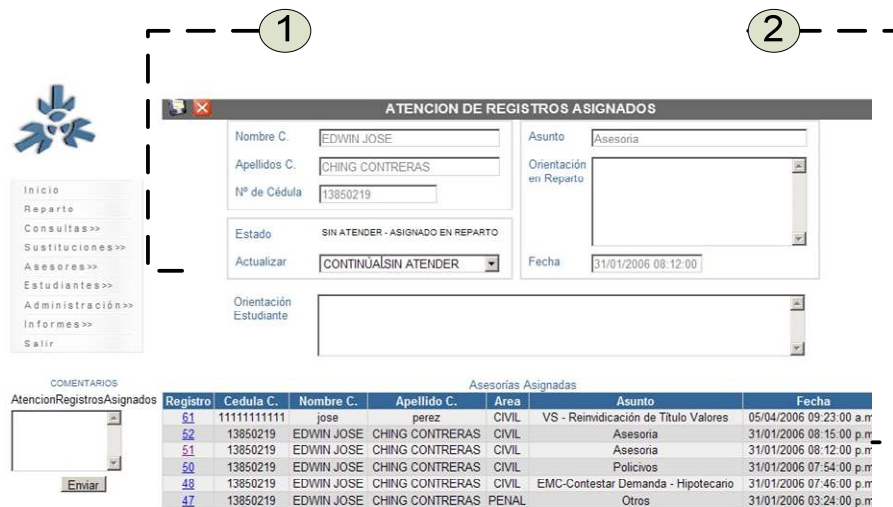 1
2
ATENCION DE REGISTROS ASIGNADOS
Nombre C. EDWIN JOSE
Apellidos C. CHING CONTRERAS
Nº de Cédula 13850219
Asunto Asesoria
Orientación
en Reparto
Estado SIN ATENDER - ASIGNADO EN REPARTO
Actualizar CONTINÚA SIN ATENDER
Fecha 31/01/2006 08:12:00
Orientación
Estudiante
Inicio
Reparto
Consultas>>
Sustituciones>>
Asesores>>
Estudiantes>>
Administración>>
Informes>>
Salir
COMENTARIOS
AtencionRegistrosAsignados
Enviar
Asesorías Asignadas
Registro Cedula C. Nombre C. Apellido C. Area Asunto Fecha
61 11111111111 jose perez CIVIL VS - Reinvidicación de Título Valores 05/04/2006 09:23:00 a.m
52 13850219 EDWIN JOSE CHING CONTRERAS CIVIL Asesoria 31/01/2006 08:15:00 p.m
51 13850219 EDWIN JOSE CHING CONTRERAS CIVIL Asesoria 31/01/2006 08:12:00 p.m
50 13850219 EDWIN JOSE CHING CONTRERAS CIVIL Policivos 31/01/2006 07:54:00 p.m
48 13850219 EDWIN JOSE CHING CONTRERAS CIVIL EMC-Contestar Demanda - Hipotecario 31/01/2006 07:46:00 p.m
47 13850219 EDWIN JOSE CHING CONTRERAS PENAL Otros 31/01/2006 03:24:00 p.m